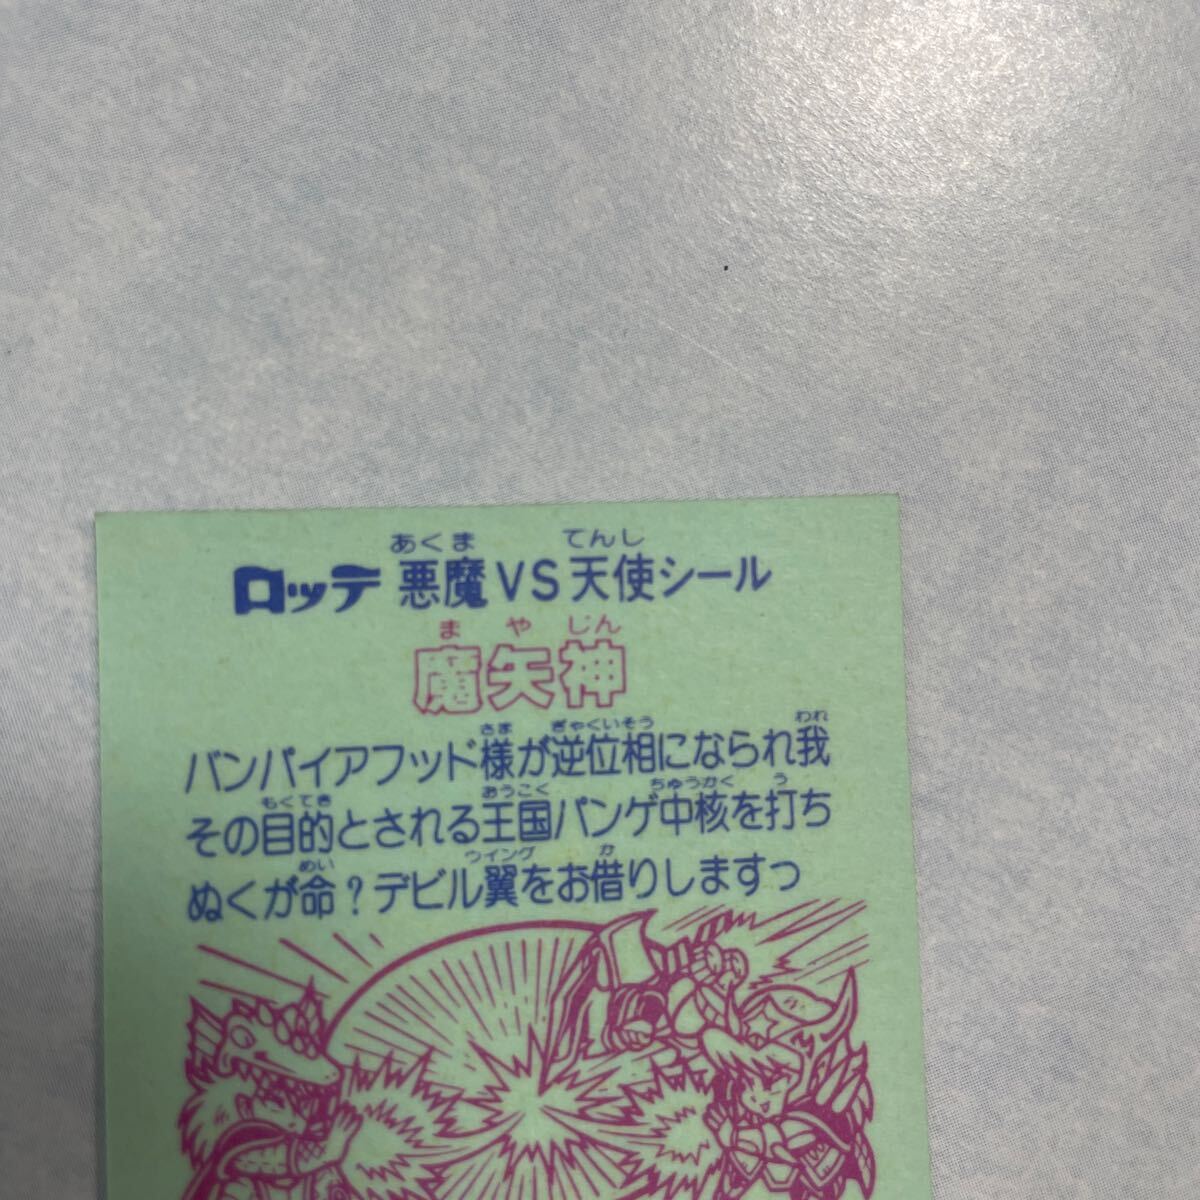 あくま てんし
ロッテ 悪魔VS天使シール
まやじん
魔矢神
さま ぎゃくいそう われ
バンパイアフッド様が逆位相になられ我
もくてき おうこく ちゅうかく う
その目的とされる王国パンゲ中核を打ち
めい ウイング か
ぬくが命？デビル翼をお借りしますっ